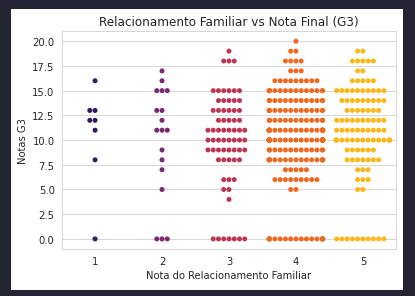 Relacionamento Familiar vs Nota Final (G3)
Notas G3
20.0
17.5
15.0
12.5
10.0
7.5
5.0
2.5
0.0
1 2 3 4 5
Nota do Relacionamento Familiar